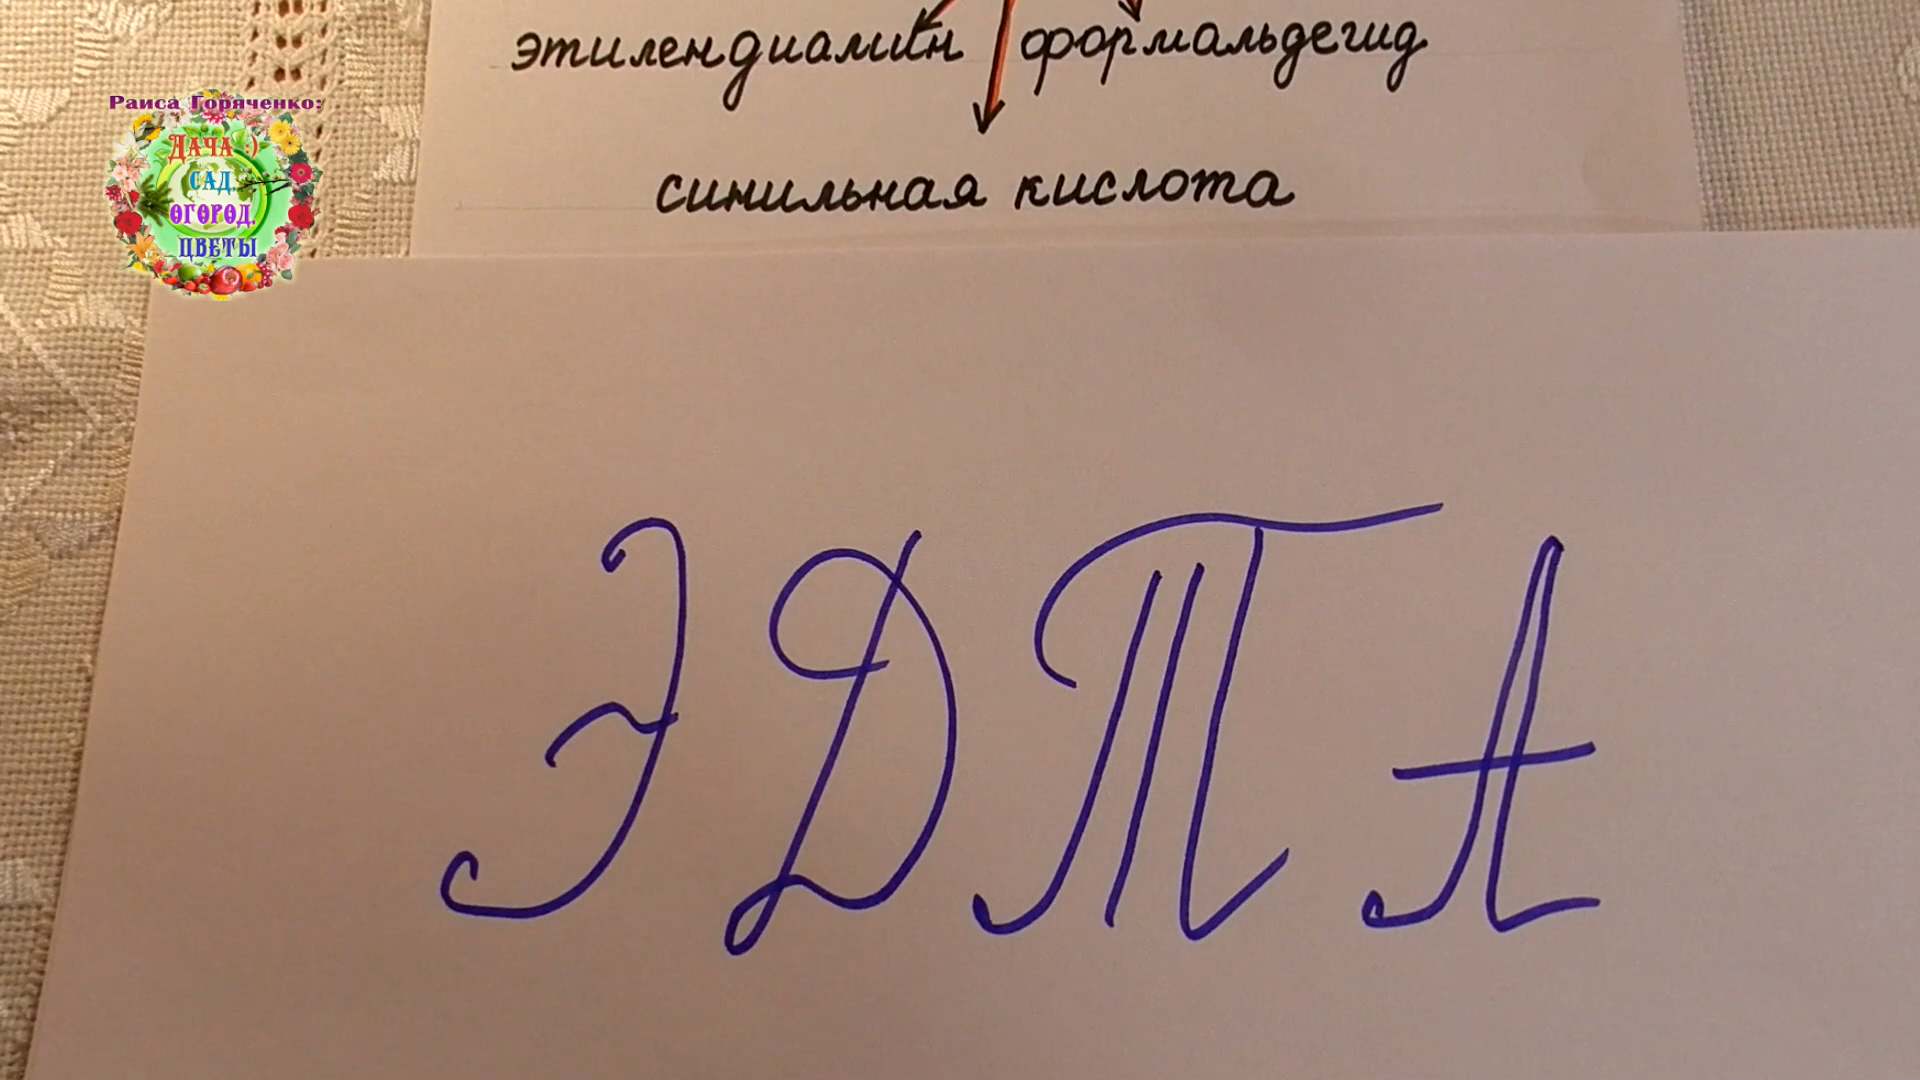 этилендиамин формальдегид
синильная кислота
Раиса Горяченко:
Дача :)
сад,
огород,
цветы
ЭДТА